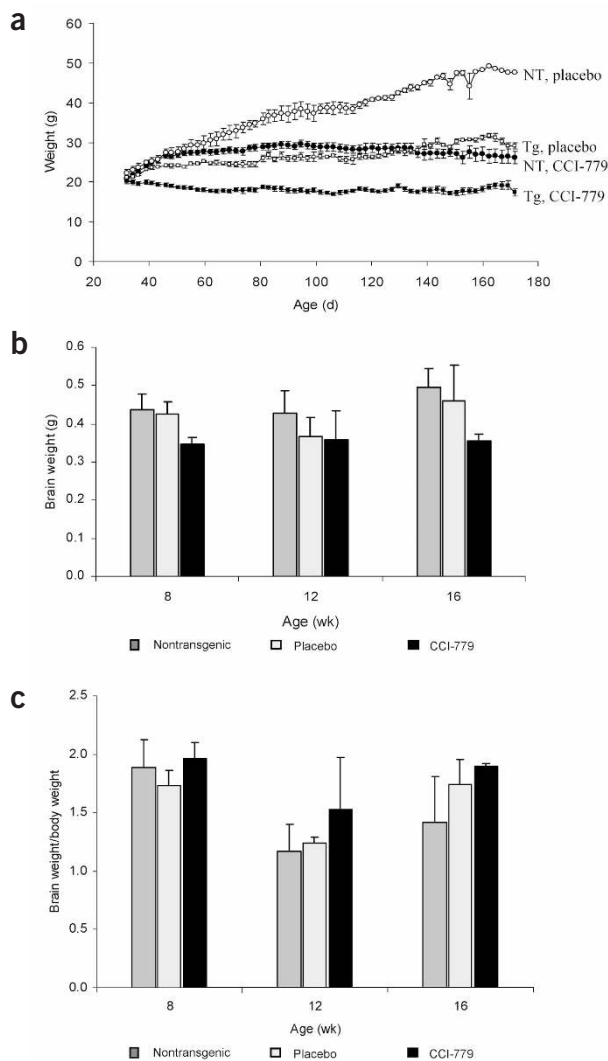 a
60
50
40
30
20
10
0
Weight (g)
NT, placebo
Tg, placebo
NT, CCI-779
Tg, CCI-779
20 40 60 80 100 120 140 160 180
Age (d)
b
0.6
0.5
0.4
0.3
0.2
0.1
0.0
Brain weight (g)
8 12 16
Age (wk)
Nontransgenic Placebo CCI-779
c
2.5
2.0
1.5
1.0
0.5
0.0
Brain weight/body weight
8 12 16
Age (wk)
Nontransgenic Placebo CCI-779